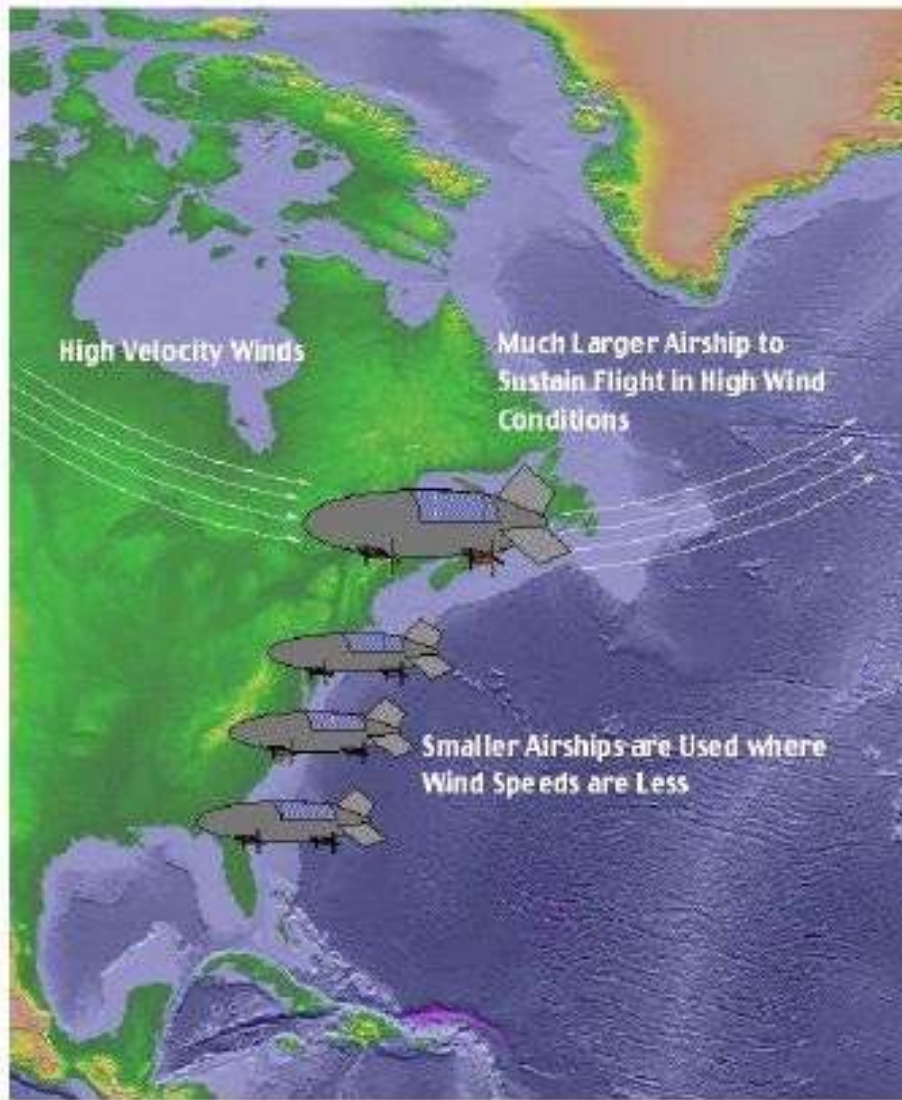 High Velocity Winds
Much Larger Airship to
Sustain Flight in High Wind
Conditions
Smaller Airships are Used where
Wind Speeds are Less